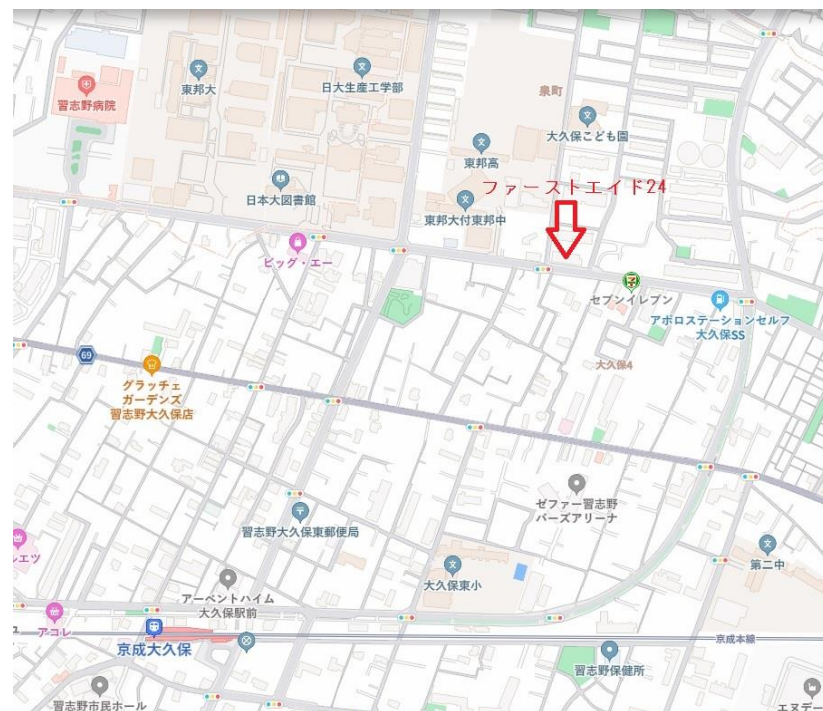 東邦大
日大生産工学部
泉町
習志野病院
大久保こども園
東邦高
ファーストエイド24
日本大図書館
東邦大付東邦中
ビッグ・エー
セブンイレブン
アポロステーションセルフ
大久保SS
69
大久保4
グラッチェ
ガーデンズ
習志野大久保店
ゼファー習志野
バーズアリーナ
習志野大久保東郵便局
ルエツ
第二中
アーベントハイム
大久保駅前
大久保東小
アコレ
京成大久保
京成本線
習志野保健所
習志野市民ホール
エヌデー